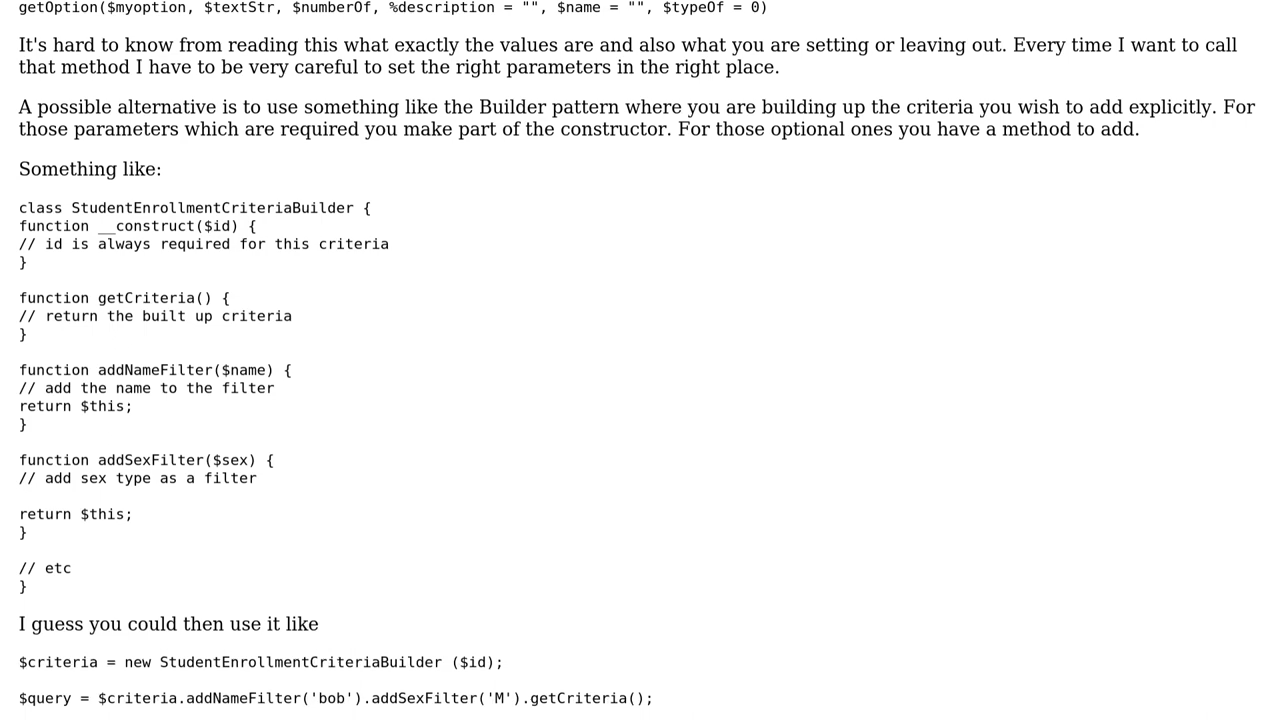 getOption($myoption, $textStr, $numberOf, %description = "", $name = "", $typeOf = 0)
It's hard to know from reading this what exactly the values are and also what you are setting or leaving out. Every time I want to call
that method I have to be very careful to set the right parameters in the right place.
A possible alternative is to use something like the Builder pattern where you are building up the criteria you wish to add explicitly. For
those parameters which are required you make part of the constructor. For those optional ones you have a method to add.
Something like:
class StudentEnrollmentCriteriaBuilder {
function __construct($id) {
// id is always required for this criteria
}
function getCriteria() {
// return the built up criteria
}
function addNameFilter($name) {
// add the name to the filter
return $this;
}
function addSexFilter($sex) {
// add sex type as a filter
return $this;
}
// etc
}
I guess you could then use it like
$criteria = new StudentEnrollmentCriteriaBuilder ($id);
$query = $criteria.addNameFilter('bob').addSexFilter('M').getCriteria();